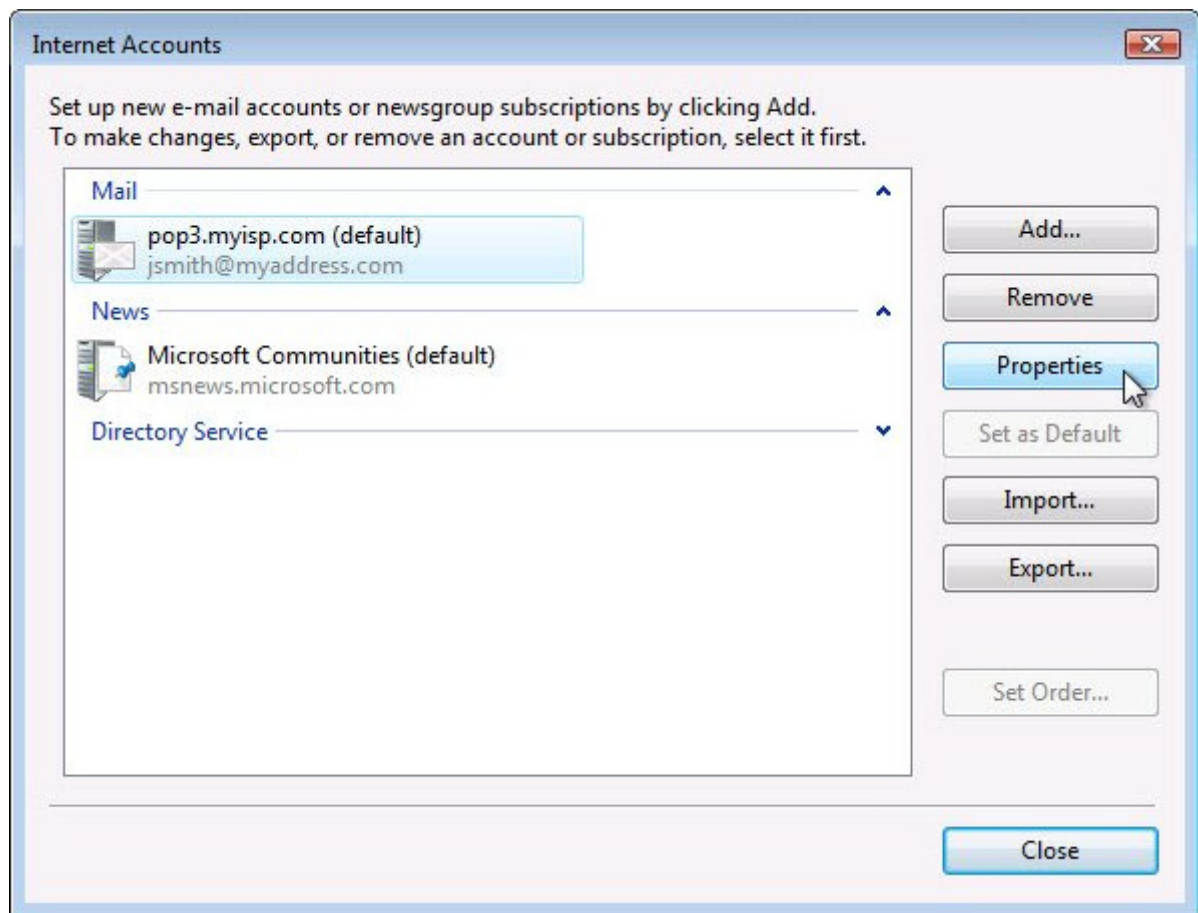 Internet Accounts
Set up new e-mail accounts or newsgroup subscriptions by clicking Add.
To make changes, export, or remove an account or subscription, select it first.
Mail
pop3.myisp.com (default)
jsmith@myaddress.com
News
Microsoft Communities (default)
msnews.microsoft.com
Directory Service
Add...
Remove
Properties
Set as Default
Import...
Export...
Set Order...
Close